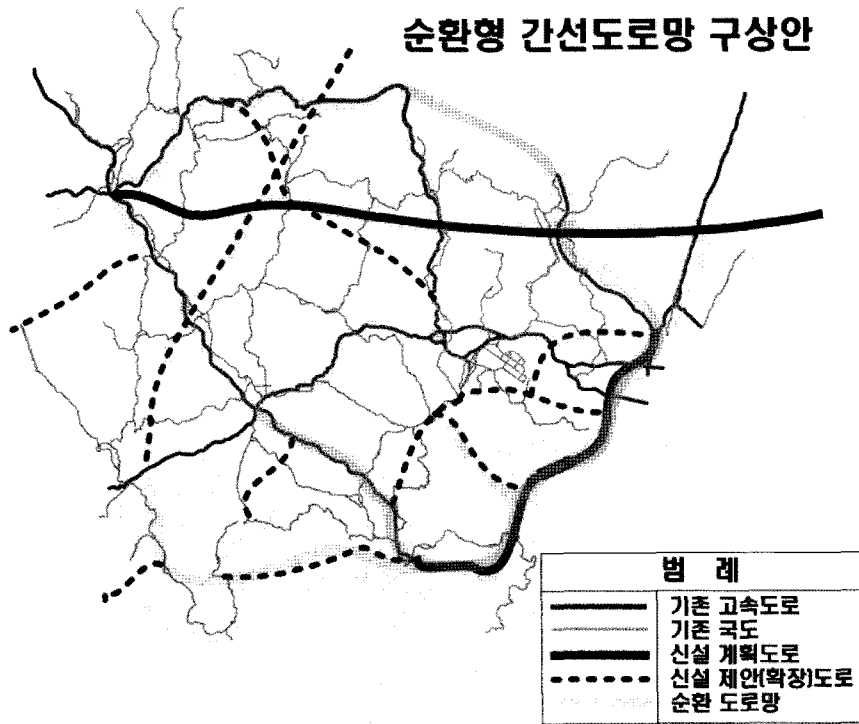 순환형 간선도로망 구상안
범 례
기존 고속도로
기존 국도
신설 계획도로
신설 제안(확장)도로
순환 도로망